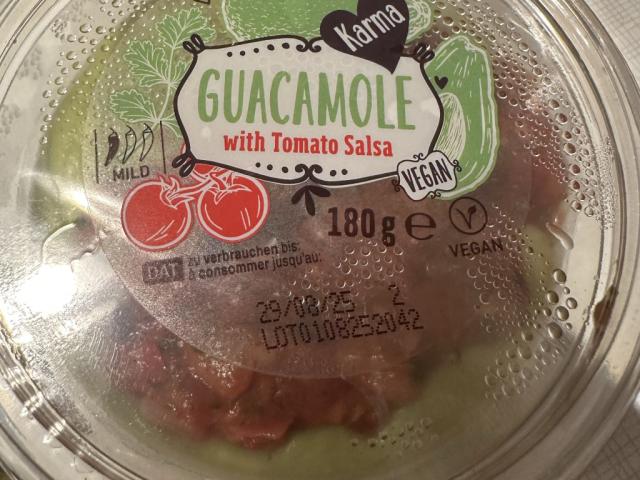 Karma
GUACAMOLE
with Tomato Salsa
VEGAN
MILD
180g e
VEGAN
DAT zu verbrauchen bis:
à consommer jusqu'au:
29/08/25 2
LOT0108252042